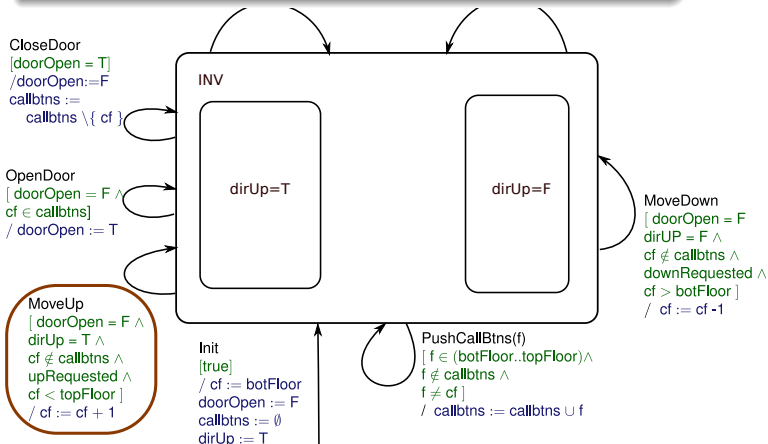 CloseDoor
[doorOpen = T]
/doorOpen:=F
callbtns :=
callbtns \{ cf }
OpenDoor
[ doorOpen = F ∧
cf ∈ callbtns]
/ doorOpen := T
MoveUp
[ doorOpen = F ∧
dirUp = T ∧
cf ∉ callbtns ∧
upRequested ∧
cf < topFloor ]
/ cf := cf + 1
INV
dirUp=T
dirUp=F
Init
[true]
/ cf := botFloor
doorOpen := F
callbtns := ∅
dirUp := T
PushCallBtns(f)
[ f ∈ (botFloor..topFloor)∧
f ∉ callbtns ∧
f ≠ cf ]
/ callbtns := callbtns ∪ f
MoveDown
[ doorOpen = F
dirUP = F ∧
cf ∉ callbtns ∧
downRequested ∧
cf > botFloor ]
/ cf := cf -1